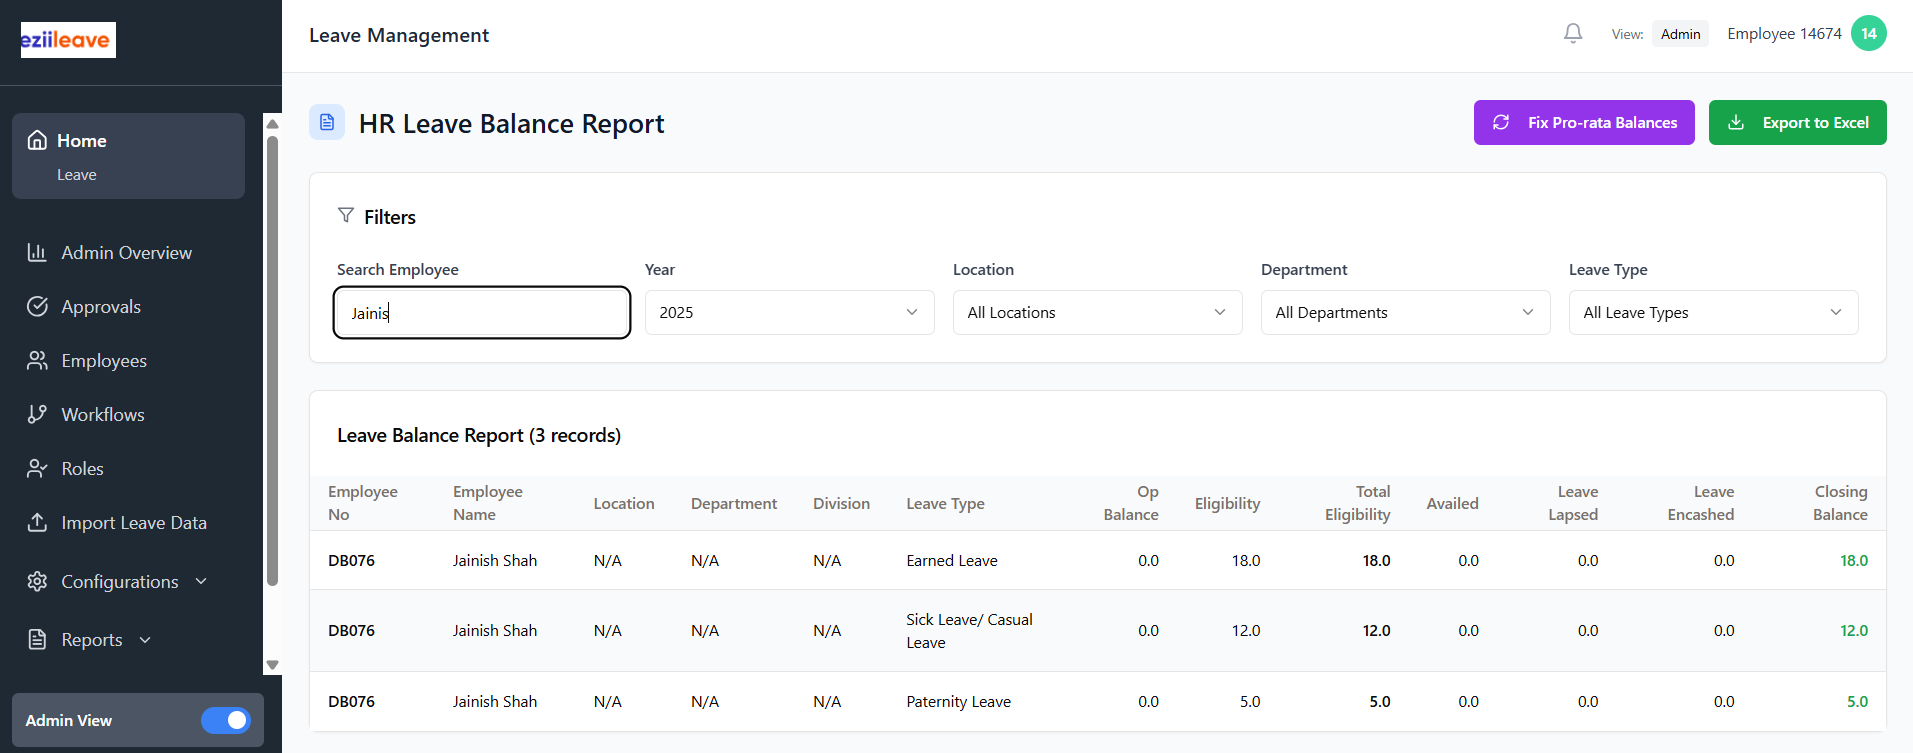 eziileave
Leave Management
View: Admin Employee 14674 14
Home
Leave
Admin Overview
Approvals
Employees
Workflows
Roles
Import Leave Data
Configurations
Reports
Admin View
HR Leave Balance Report
Fix Pro-rata Balances
Export to Excel
Filters
Search Employee Year Location Department Leave Type
Jainis 2025 All Locations All Departments All Leave Types
Leave Balance Report (3 records)
Employee No Employee Name Location Department Division Leave Type Op Balance Eligibility Total Eligibility Availed Leave Lapsed Leave Encashed Closing Balance
DB076 Jainish Shah N/A N/A N/A Earned Leave 0.0 18.0 18.0 0.0 0.0 0.0 18.0
DB076 Jainish Shah N/A N/A N/A Sick Leave/ Casual Leave 0.0 12.0 12.0 0.0 0.0 0.0 12.0
DB076 Jainish Shah N/A N/A N/A Paternity Leave 0.0 5.0 5.0 0.0 0.0 0.0 5.0